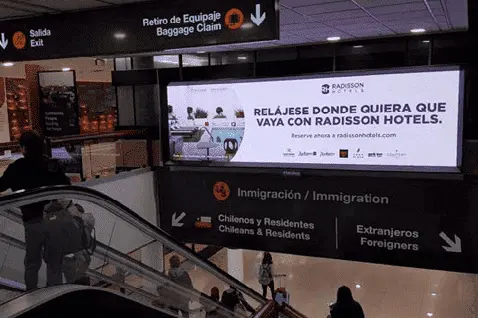 Salida
Exit
Retiro de Equipaje
Baggage Claim
RADISSON
HOTELS
RELÁJESE DONDE QUIERA QUE
VAYA CON RADISSON HOTELS.
Reserve ahora a radissonhotels.com
Inmigración / Immigration
Chilenos y Residentes
Chileans & Residents
Extranjeros
Foreigners